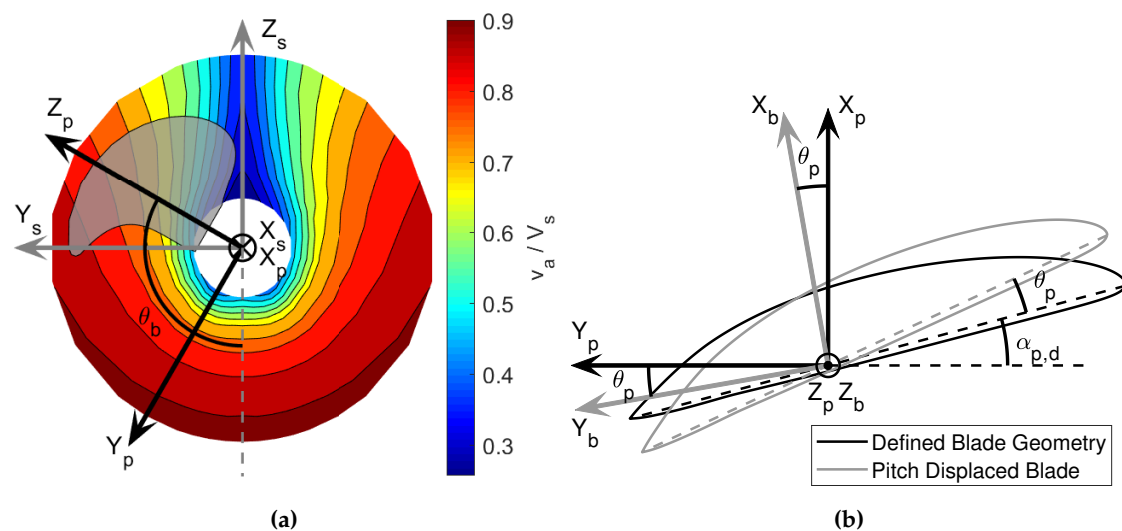 Z_s
Z_p
Y_s
X_s
X_p
θ_b
Y_p
0.9
0.8
0.7
0.6
0.5
0.4
0.3
v_a / V_s
(a)
X_b
X_p
θ_p
θ_p
α_{p,d}
Y_p
θ_p
Z_p Z_b
Y_b
Defined Blade Geometry
Pitch Displaced Blade
(b)